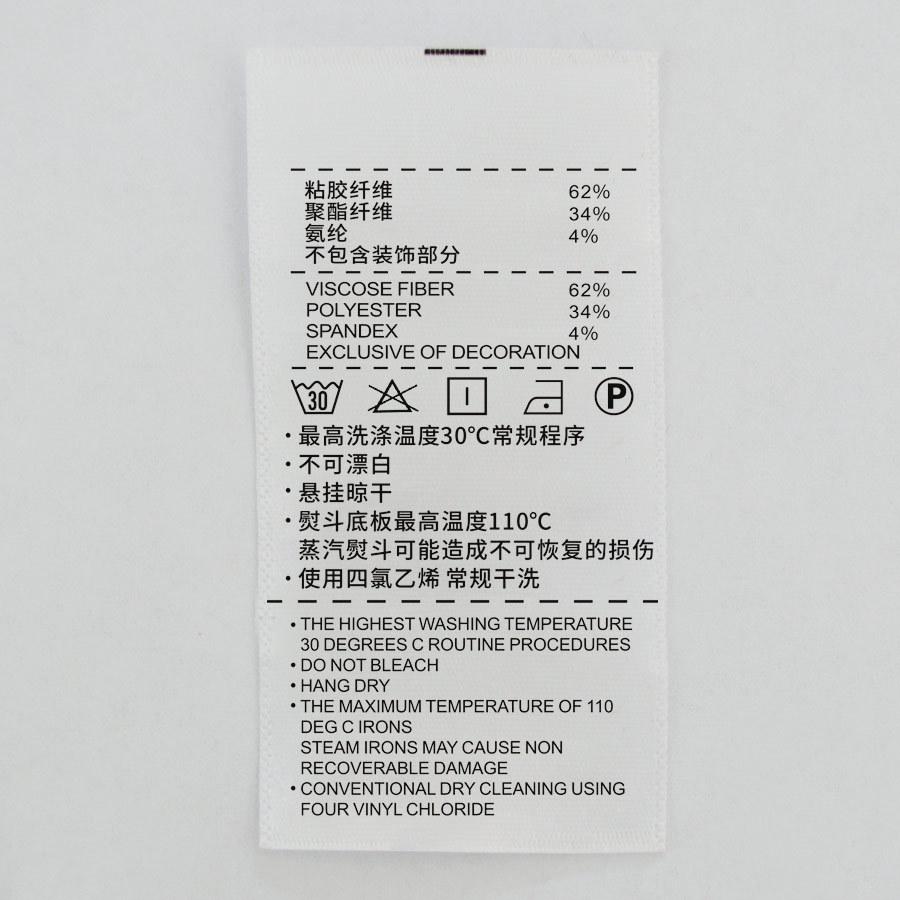 粘胶纤维 62%
聚酯纤维 34%
氨纶 4%
不包含装饰部分
VISCOSE FIBER 62%
POLYESTER 34%
SPANDEX 4%
EXCLUSIVE OF DECORATION
30 P
·最高洗涤温度30℃常规程序
·不可漂白
·悬挂晾干
·熨斗底板最高温度110℃
蒸汽熨斗可能造成不可恢复的损伤
·使用四氯乙烯 常规干洗
•THE HIGHEST WASHING TEMPERATURE
30 DEGREES C ROUTINE PROCEDURES
•DO NOT BLEACH
•HANG DRY
•THE MAXIMUM TEMPERATURE OF 110
DEG C IRONS
STEAM IRONS MAY CAUSE NON
RECOVERABLE DAMAGE
•CONVENTIONAL DRY CLEANING USING
FOUR VINYL CHLORIDE